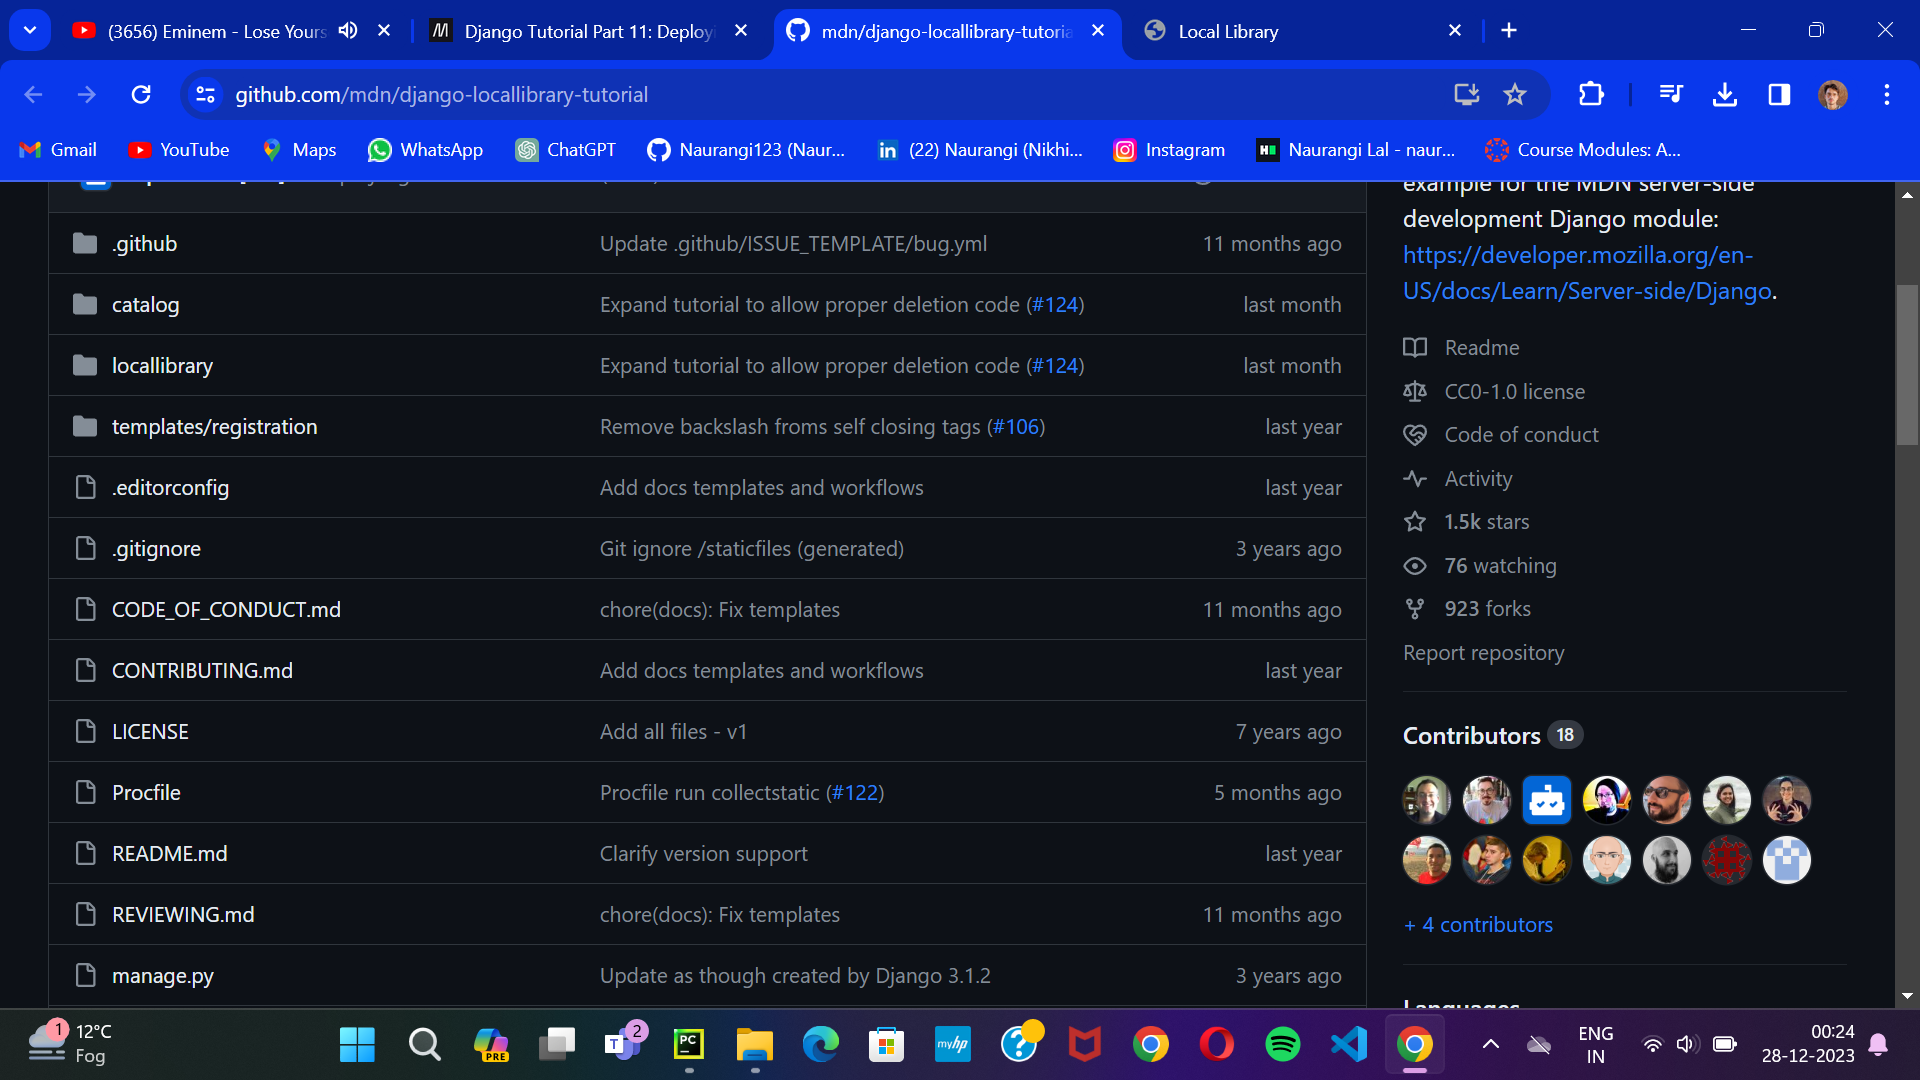 (3656) Eminem - Lose Yours
Django Tutorial Part 11: Deployi
mdn/django-locallibrary-tutoria
Local Library
github.com/mdn/django-locallibrary-tutorial
Gmail
YouTube
Maps
WhatsApp
ChatGPT
Naurangi123 (Naur...
(22) Naurangi (Nikhi...
Instagram
Naurangi Lal - naur...
Course Modules: A...
.github Update .github/ISSUE_TEMPLATE/bug.yml 11 months ago
catalog Expand tutorial to allow proper deletion code (#124) last month
locallibrary Expand tutorial to allow proper deletion code (#124) last month
templates/registration Remove backslash froms self closing tags (#106) last year
.editorconfig Add docs templates and workflows last year
.gitignore Git ignore /staticfiles (generated) 3 years ago
CODE_OF_CONDUCT.md chore(docs): Fix templates 11 months ago
CONTRIBUTING.md Add docs templates and workflows last year
LICENSE Add all files - v1 7 years ago
Procfile Procfile run collectstatic (#122) 5 months ago
README.md Clarify version support last year
REVIEWING.md chore(docs): Fix templates 11 months ago
manage.py Update as though created by Django 3.1.2 3 years ago
example for the MDN server-side
development Django module:
https://developer.mozilla.org/en-
US/docs/Learn/Server-side/Django.
Readme
CC0-1.0 license
Code of conduct
Activity
1.5k stars
76 watching
923 forks
Report repository
Contributors 18
+ 4 contributors
Languages
1
12°C
Fog
PRE
2
T
PC
myhp
?
ENG
IN
00:24
28-12-2023